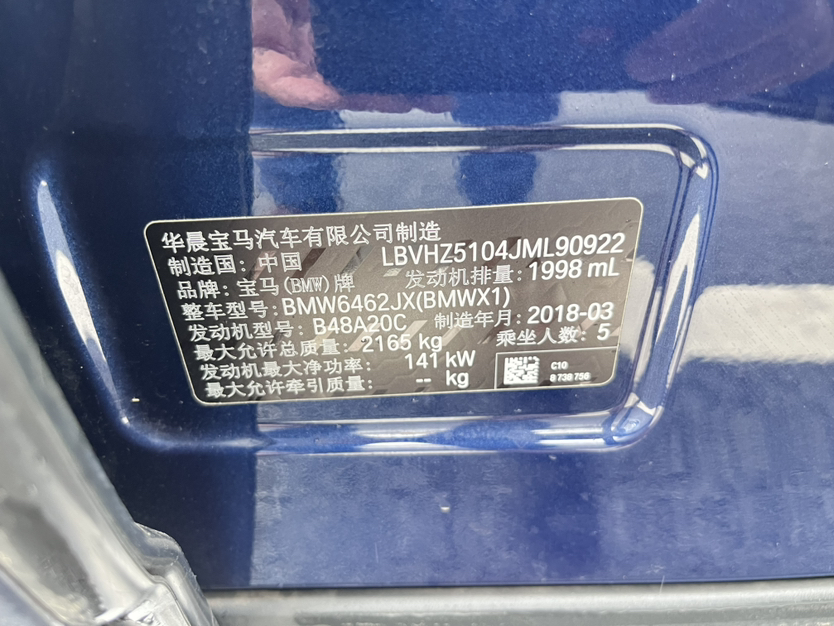 华晨宝马汽车有限公司制造
制造国：中国 LBVHZ5104JML90922
品牌：宝马(BMW)牌 发动机排量：1998 mL
整车型号：BMW6462JX(BMWX1)
发动机型号：B48A20C 制造年月：2018-03
最大允许总质量：2165 kg 乘坐人数：5
发动机最大净功率：141 kW
最大允许牵引质量：-- kg
C10
8 738 756